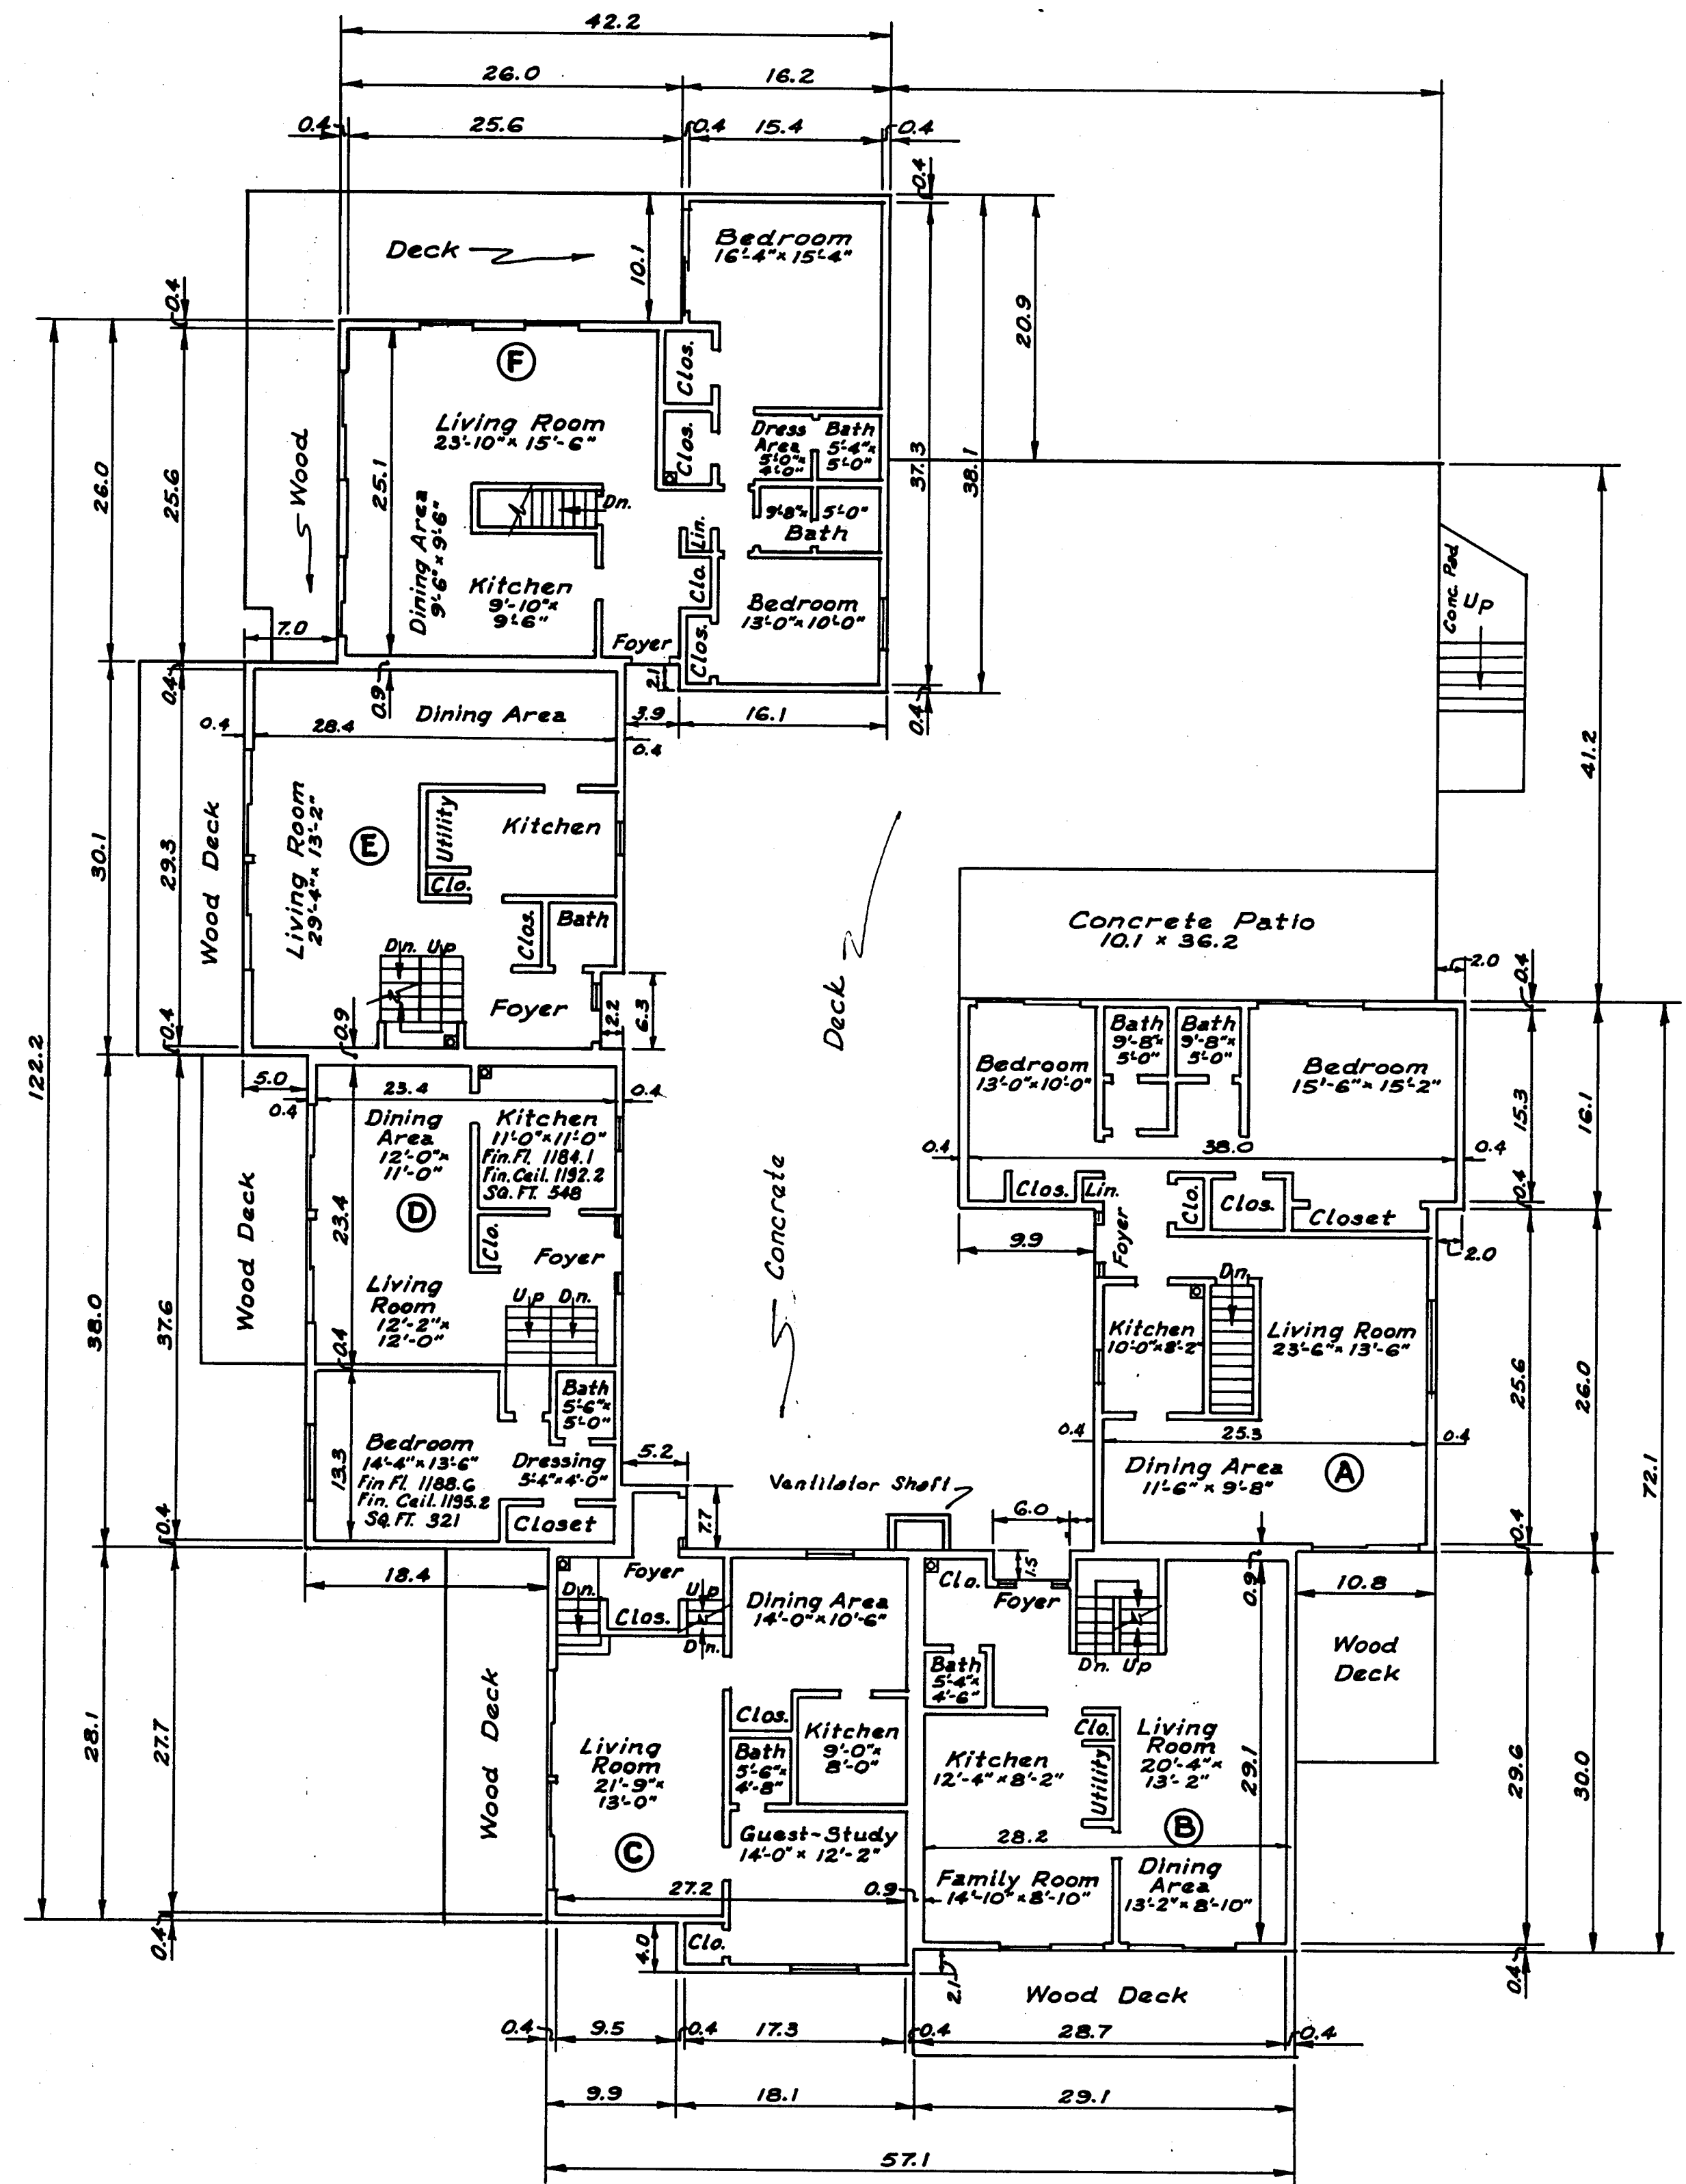 42.2
26.0
16.2
0.4
25.6
0.4
15.4
0.4
0.4
Deck
10.1
Bedroom
16'-4"x 15'-4"
0.4
20.9
F
Clos.
Living Room
23'-10"x 15'-6"
25.1
Clos.
Dress
Area
5'-0"x
4'-0"
Bath
5'-4"x
5'-0"
37.3
38.1
26.0
25.6
Wood
Dn.
9'-8"x 5'-0"
Bath
Dining Area
9'-6" x 9'-6"
Lin.
Kitchen
9'-10"x
9'-6"
Clo.
Bedroom
13'-0"x10'-0"
Conc. Pad
Up
7.0
Foyer
Clos.
2.1
0.4
0.9
Dining Area
3.9
16.1
0.4
0.4
28.4
0.4
41.2
Living Room
29'-4"x 13'-2"
E
Utility
Kitchen
Clo.
Wood Deck
30.1
29.3
Clos.
Bath
Dn. Up
Foyer
2.2
6.3
0.4
0.9
Deck
Concrete
Concrete Patio
10.1 x 36.2
2.0
0.4
122.2
5.0
0.4
23.4
0.4
Dining
Area
12'-0"x
11'-0"
Kitchen
11'-0"x11'-0"
Fin. Fl. 1184.1
Fin. Ceil. 1192.2
SQ. FT. 548
Bedroom
13'-0"x10'-0"
Bath
9'-8"x
5'-0"
Bath
9'-8"x
5'-0"
Bedroom
15'-6"x 15'-2"
15.3
16.1
0.4
38.0
0.4
0.4
Clos.
Lin.
Clo.
Clos.
Closet
D
23.4
Wood Deck
Clo.
Foyer
9.9
Foyer
2.0
38.0
37.6
Living
Room
12'-2"x
12'-0"
Up Dn.
0.4
Dn.
Kitchen
10'-0"x8'-2"
Living Room
23'-6"x 13'-6"
25.6
26.0
Bath
5'-6"x
5'-0"
13.3
Bedroom
14'-4"x13'-6"
Fin Fl. 1188.6
Fin. Ceil. 1195.2
SQ. FT. 321
Dressing
5'-4"x4'-0"
Closet
5.2
7.7
0.4
25.3
0.4
Dining Area
11'-6" x 9'-8"
A
Ventilator Shaft
6.0
72.1
0.4
0.4
18.4
Dn.
Foyer
Up
Clos.
Dn.
Dining Area
14'-0"x 10'-6"
Clo.
1.5
Foyer
Dn. Up
0.9
10.8
Wood
Deck
Bath
5'-4"x
4'-6"
28.1
27.7
Wood Deck
Living
Room
21'-9"x
13'-0"
Clos.
Bath
5'-6"x
4'-8"
Kitchen
9'-0"x
8'-0"
Kitchen
12'-4"x8'-2"
Clo.
Utility
Living
Room
20'-4"x
13'-2"
29.1
29.6
30.0
C
Guest-Study
14'-0"x 12'-2"
28.2
B
27.2
0.9
Family Room
14'-10"x8'-10"
Dining
Area
13'-2"x8'-10"
0.4
4.0
Clo.
2.1
Wood Deck
0.4
0.4
9.5
0.4
17.3
0.4
28.7
0.4
9.9
18.1
29.1
57.1